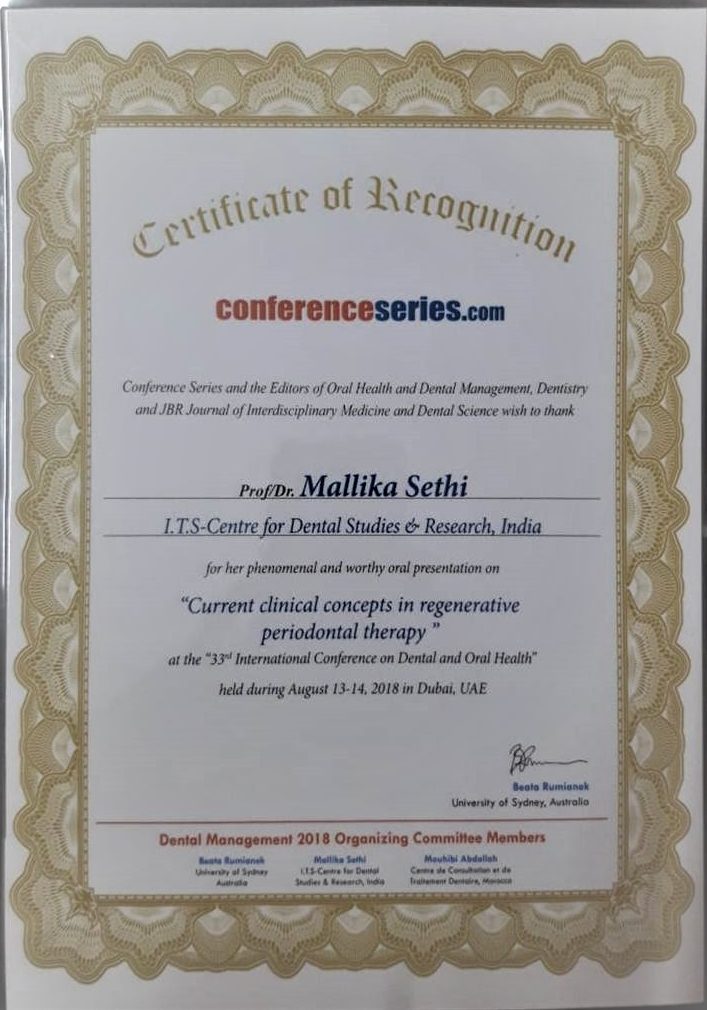 Certificate of Recognition
conferenceseries.com
Conference Series and the Editors of Oral Health and Dental Management, Dentistry
and JBR Journal of Interdisciplinary Medicine and Dental Science wish to thank
Prof/Dr. Mallika Sethi
I.T.S-Centre for Dental Studies & Research, India
for her phenomenal and worthy oral presentation on
“Current clinical concepts in regenerative
periodontal therapy ”
at the “33rd International Conference on Dental and Oral Health”
held during August 13-14, 2018 in Dubai, UAE
Beata Rumianek
University of Sydney, Australia
Dental Management 2018 Organizing Committee Members
Beata Rumianek
University of Sydney
Australia
Mallika Sethi
I.T.S-Centre for Dental
Studies & Research, India
Mouhibi Abdallah
Centre de Consultation et de
Traitement Dentaire, Morocco